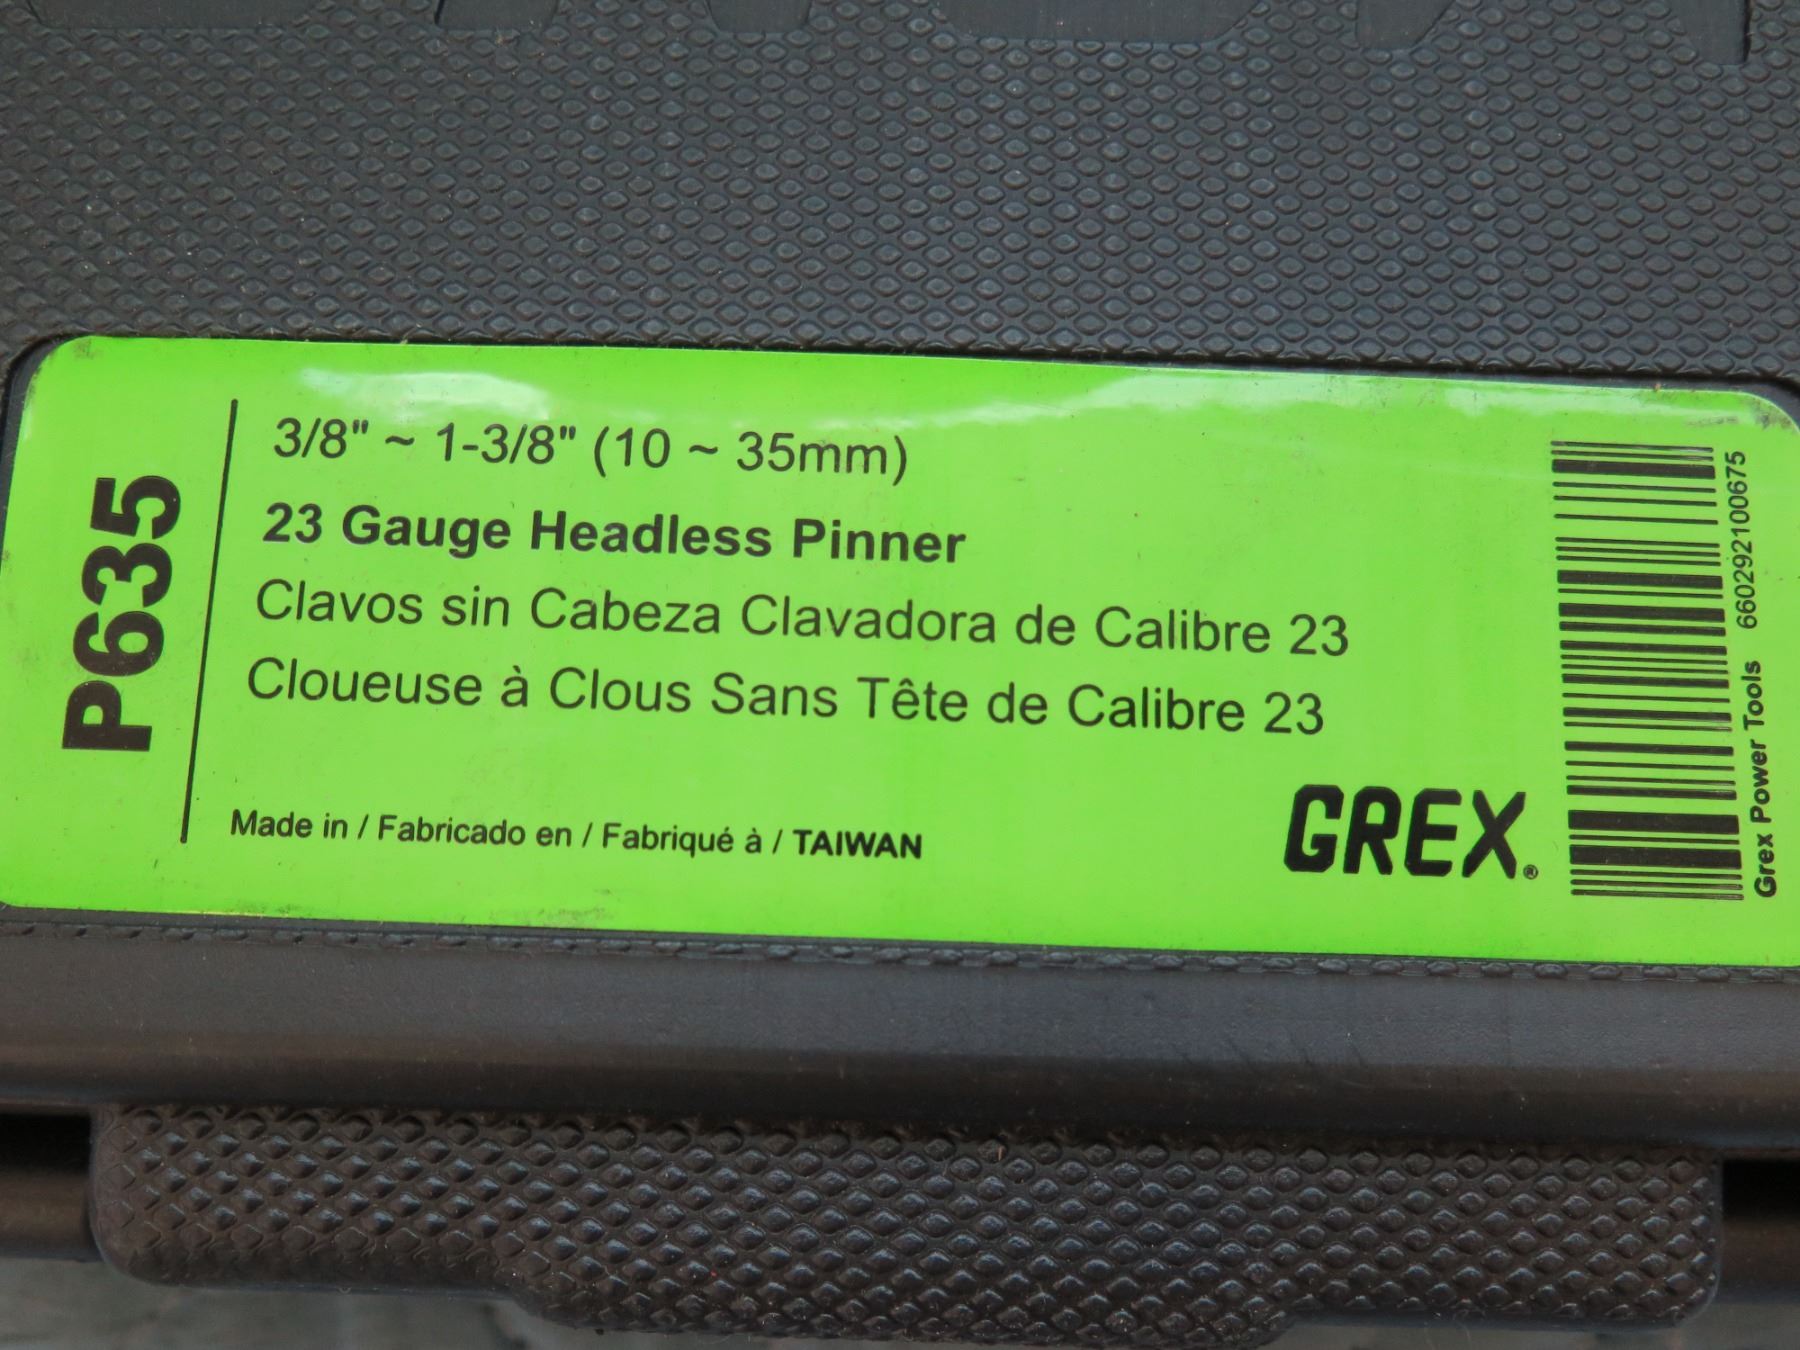 P635
3/8" ~ 1-3/8" (10 ~ 35mm)
23 Gauge Headless Pinner
Clavos sin Cabeza Clavadora de Calibre 23
Cloueuse à Clous Sans Tête de Calibre 23
Made in / Fabricado en / Fabriqué à / TAIWAN
GREX®
Grex Power Tools 660292100675